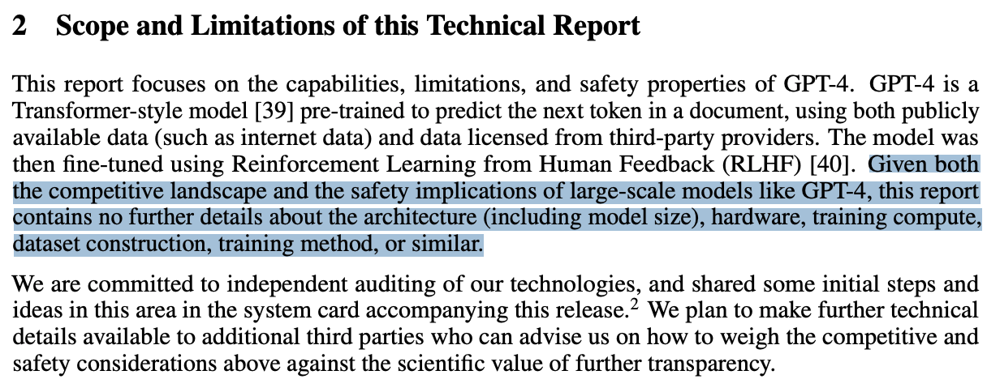 2 Scope and Limitations of this Technical Report
This report focuses on the capabilities, limitations, and safety properties of GPT-4. GPT-4 is a
Transformer-style model [39] pre-trained to predict the next token in a document, using both publicly
available data (such as internet data) and data licensed from third-party providers. The model was
then fine-tuned using Reinforcement Learning from Human Feedback (RLHF) [40]. Given both
the competitive landscape and the safety implications of large-scale models like GPT-4, this report
contains no further details about the architecture (including model size), hardware, training compute,
dataset construction, training method, or similar.
We are committed to independent auditing of our technologies, and shared some initial steps and
ideas in this area in the system card accompanying this release.2 We plan to make further technical
details available to additional third parties who can advise us on how to weigh the competitive and
safety considerations above against the scientific value of further transparency.